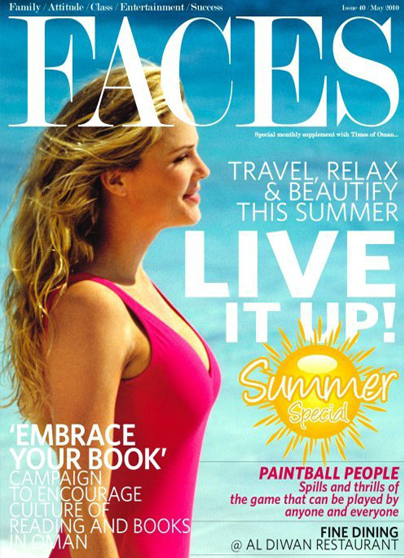 Family / Attitude / Class / Entertainment / Success
Issue 40 / May 2010
FACES
Special monthly supplement with Times of Oman...
TRAVEL, RELAX
& BEAUTIFY
THIS SUMMER
LIVE
IT UP!
Summer
Special
'EMBRACE
YOUR BOOK'
CAMPAIGN
TO ENCOURAGE
CULTURE OF
READING AND BOOKS
IN OMAN
PAINTBALL PEOPLE
Spills and thrills of
the game that can be played by
anyone and everyone
FINE DINING
@ AL DIWAN RESTAURANT